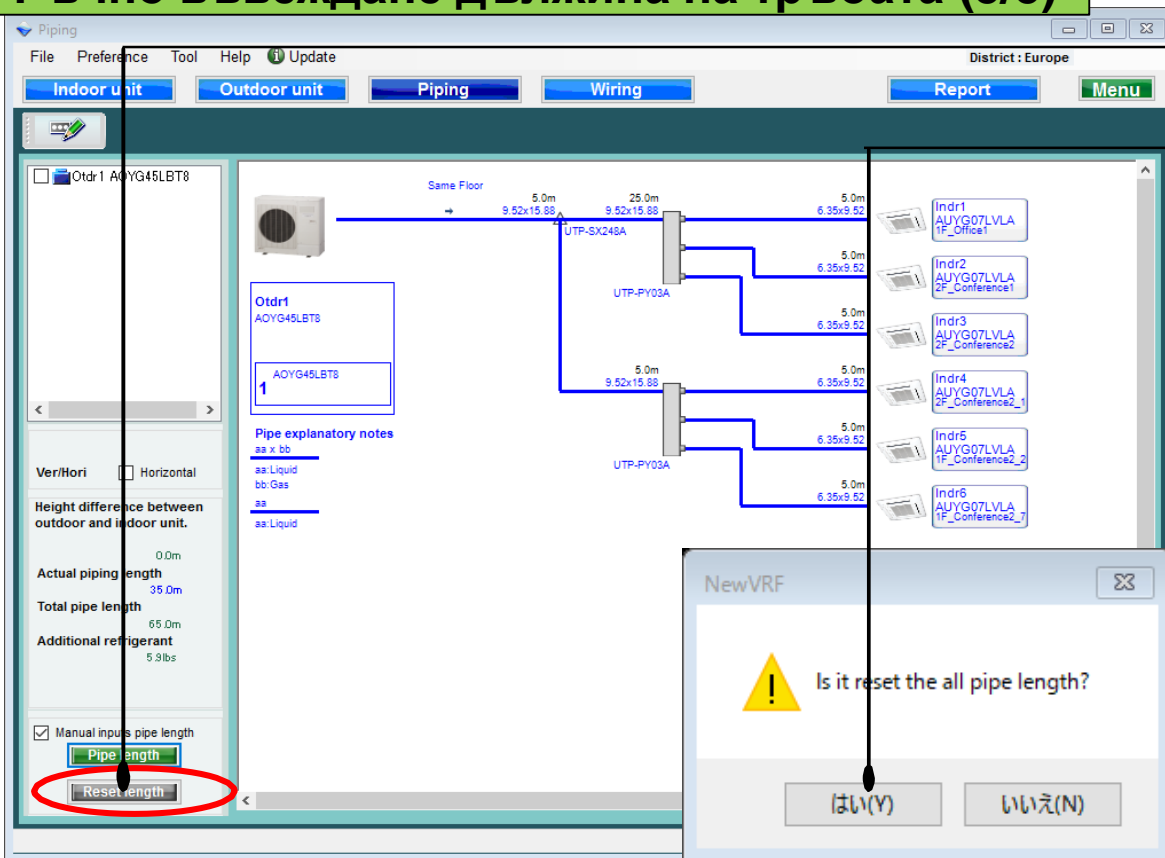 Ръчно въвеждане дължина на тръбата
Piping
File Preference Tool Help Update
District : Europe
Indoor unit Outdoor unit Piping Wiring Report Menu
Otdr1 AOYG45LBT8
Same Floor
5.0m 25.0m 5.0m
9.52x15.88 9.52x15.88 6.35x9.52
UTP-SX248A
Indr1
AUYG07LVLA
1F_Office1
5.0m
6.35x9.52
Indr2
AUYG07LVLA
2F_Conference1
UTP-PY03A
5.0m
6.35x9.52
Indr3
AUYG07LVLA
2F_Conference2
Otdr1
AOYG45LBT8
AOYG45LBT8
1
5.0m 5.0m
9.52x15.88 6.35x9.52
Indr4
AUYG07LVLA
2F_Conference2_1
5.0m
6.35x9.52
Indr5
AUYG07LVLA
1F_Conference2_2
UTP-PY03A
5.0m
6.35x9.52
Indr6
AUYG07LVLA
1F_Conference2_7
Pipe explanatory notes
aa x bb
aa:Liquid
bb:Gas
aa
aa:Liquid
Ver/Hori Horizontal
Height difference between
outdoor and indoor unit.
0.0m
Actual piping length
35.0m
Total pipe length
65.0m
Additional refrigerant
5.9lbs
Manual inputs pipe length
Pipe length
Reset length
NewVRF
Is it reset the all pipe length?
はい(Y) いいえ(N)